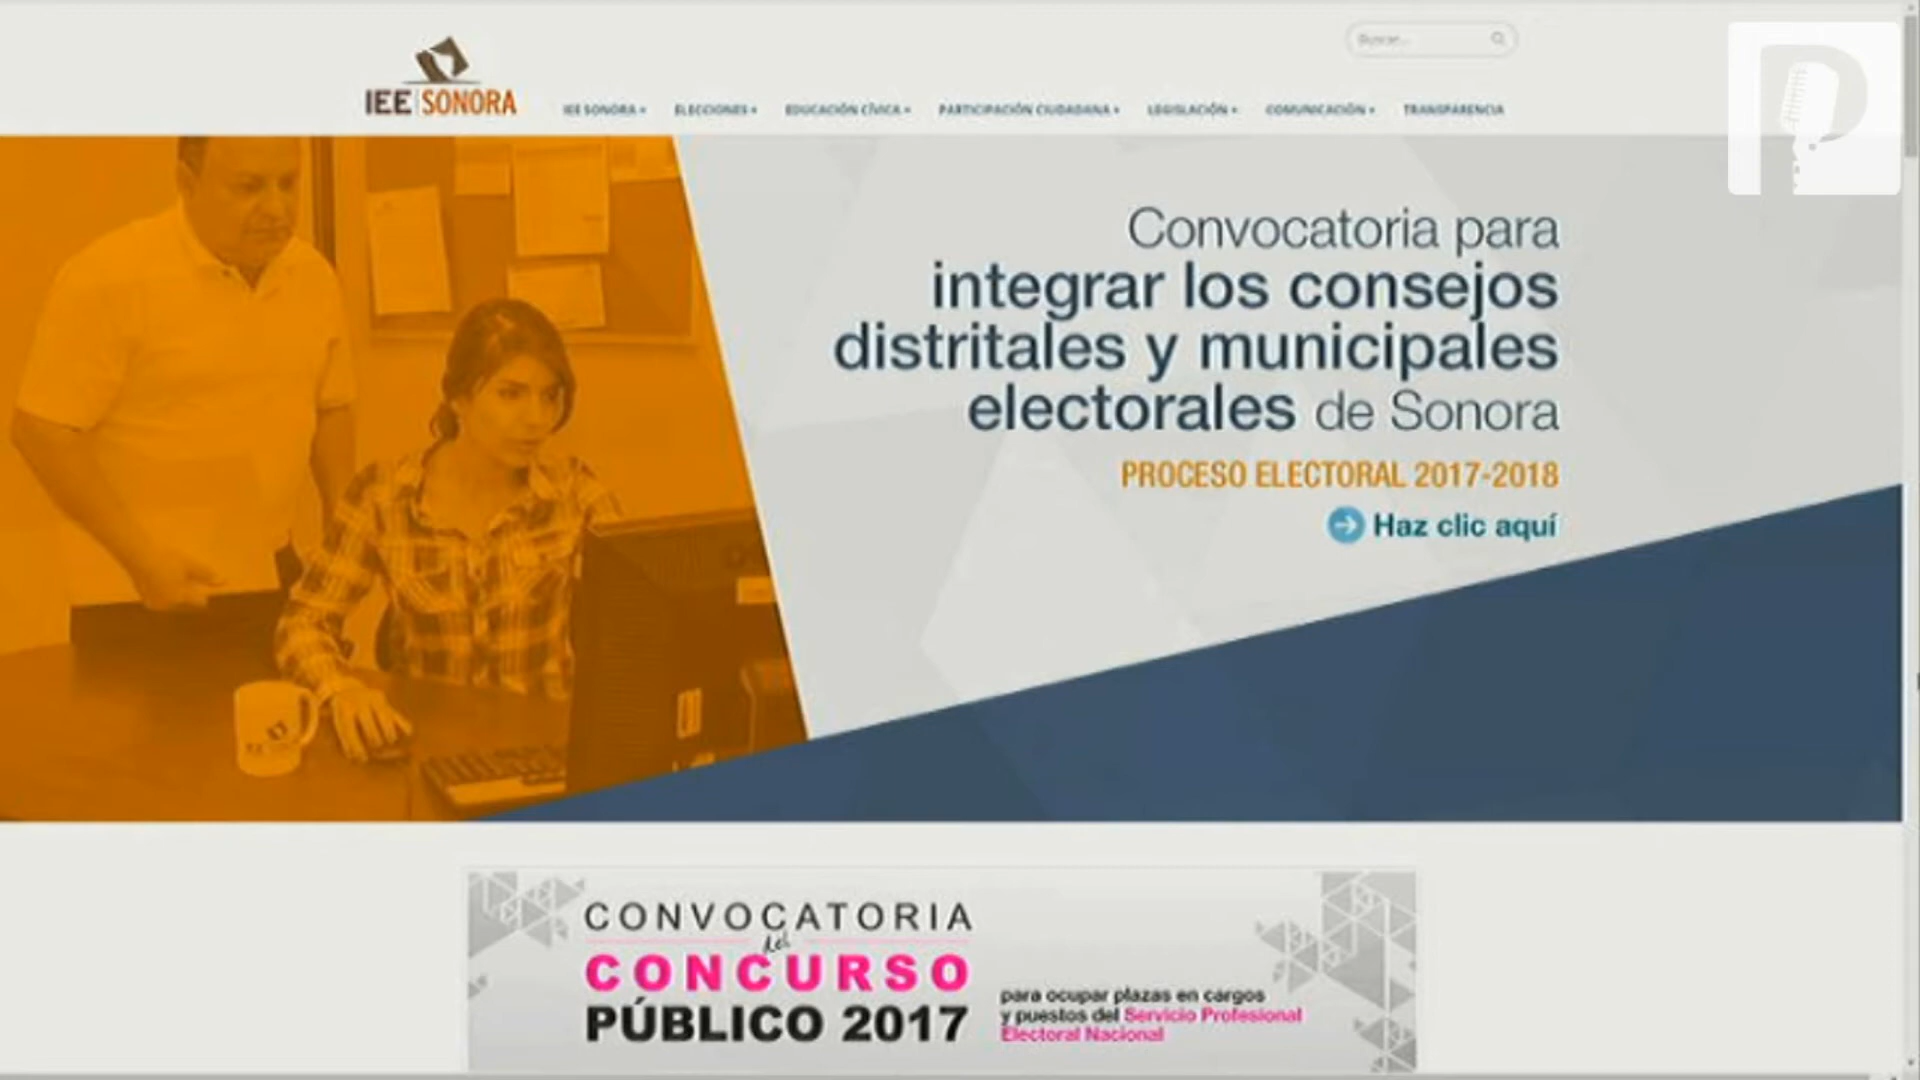 IEE SONORA
Buscar...
IEE SONORA ELECCIONES EDUCACIÓN CÍVICA PARTICIPACIÓN CIUDADANA LEGISLACIÓN COMUNICACIÓN TRANSPARENCIA
Convocatoria para
integrar los consejos
distritales y municipales
electorales de Sonora
PROCESO ELECTORAL 2017-2018
Haz clic aquí
CONVOCATORIA
del
CONCURSO
PÚBLICO 2017
para ocupar plazas en cargos
y puestos del Servicio Profesional
Electoral Nacional